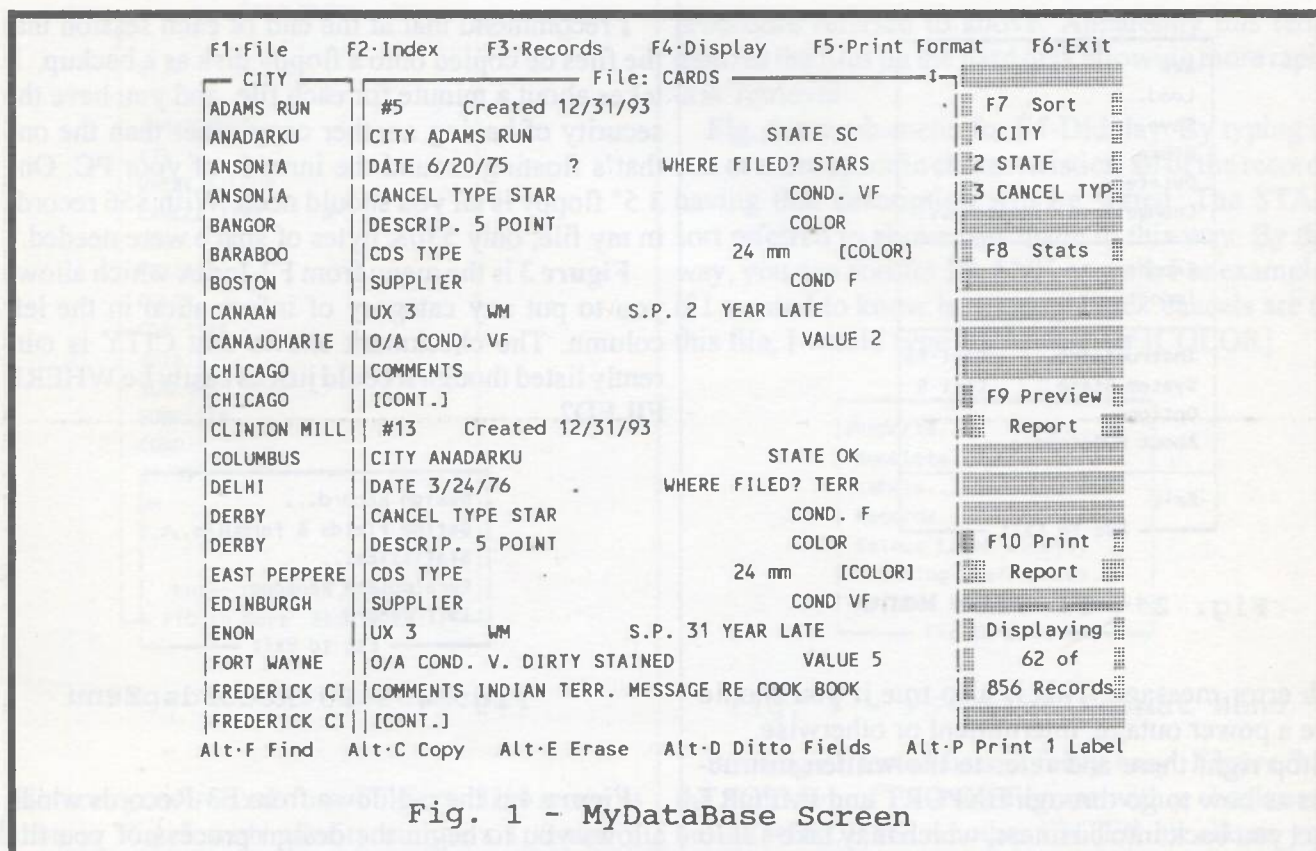 F1·File F2·Index F3·Records F4·Display F5·Print Format F6·Exit
CITY File: CARDS
ADAMS RUN #5 Created 12/31/93 F7 Sort
ANADARKU CITY ADAMS RUN STATE SC 1 CITY
ANSONIA DATE 5/20/75 ? WHERE FILED? STARS 2 STATE
ANSONIA CANCEL TYPE STAR COND. VF 3 CANCEL TYP
BANGOR DESCRIP. 5 POINT COLOR
BARABOO CDS TYPE 24 mm [COLOR] F8 Stats
BOSTON SUPPLIER COND F
CANAAN UX 3 WM S.P. 2 YEAR LATE
CANAJOHARIE O/A COND. VF VALUE 2
CHICAGO COMMENTS
CHICAGO [CONT.] F9 Preview
CLINTON MILL #13 Created 12/31/93 Report
COLUMBUS CITY ANADARKU STATE OK
DELHI DATE 3/24/76 WHERE FILED? TERR
DERBY CANCEL TYPE STAR COND. F
DERBY DESCRIP. 5 POINT COLOR F10 Print
EAST PEPPERE CDS TYPE 24 mm [COLOR] Report
EDINBURGH SUPPLIER COND VF
ENON UX 3 WM S.P. 31 YEAR LATE Displaying
FORT WAYNE O/A COND. V. DIRTY STAINED VALUE 5 62 of
FREDERICK CI COMMENTS INDIAN TERR. MESSAGE RE COOK BOOK 856 Records
FREDERICK CI [CONT.]
Alt·F Find Alt·C Copy Alt·E Erase Alt·D Ditto Fields Alt·P Print 1 Label
Fig. 1 - MyDataBase Screen